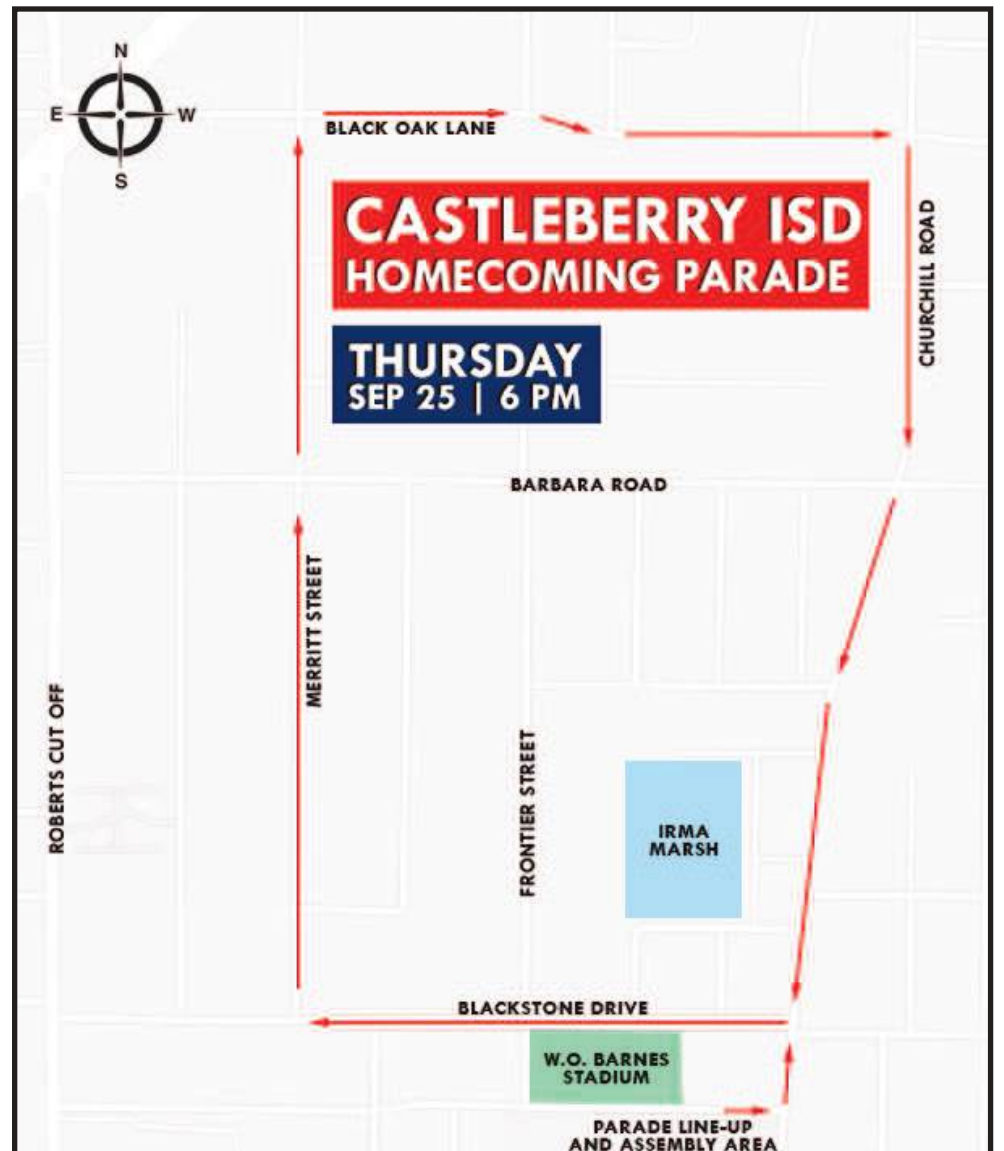 N
E
W
S
BLACK OAK LANE
CASTLEBERRY ISD
HOMECOMING PARADE
CHURCHILL ROAD
THURSDAY
SEP 25 | 6 PM
BARBARA ROAD
MERRITT STREET
ROBERTS CUT OFF
FRONTIER STREET
IRMA
MARSH
BLACKSTONE DRIVE
W.O. BARNES
STADIUM
PARADE LINE-UP
AND ASSEMBLY AREA